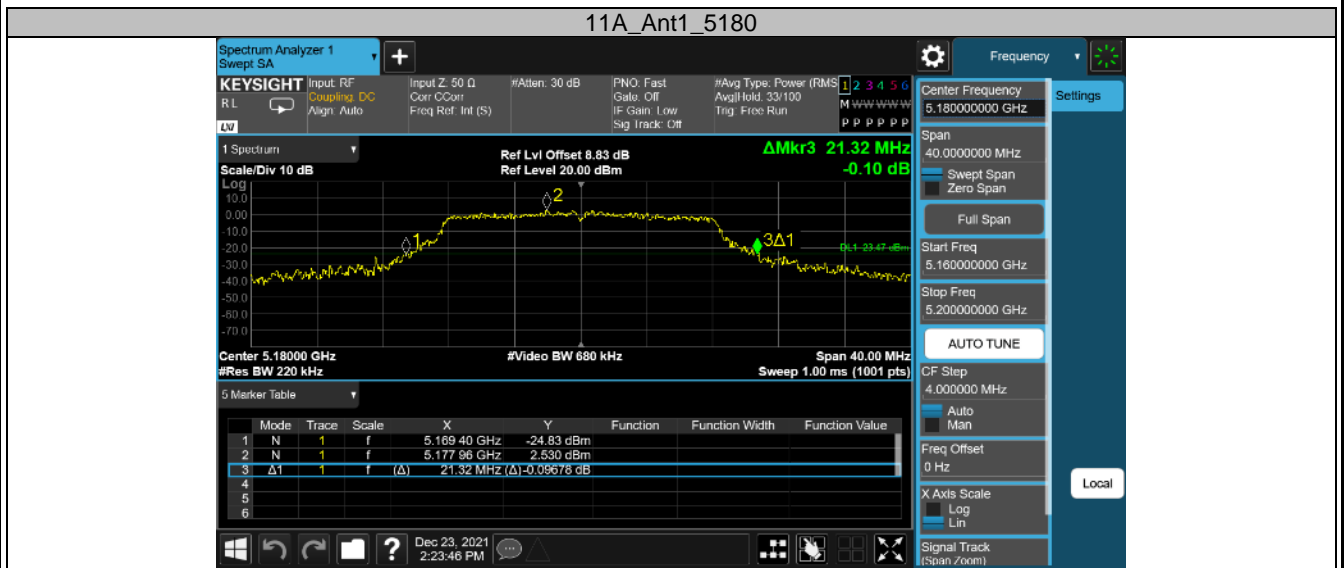 11A_Ant1_5180
Spectrum Analyzer 1
Swept SA
+
Frequency
KEYSIGHT
RL
LXI
Input: RF
Coupling: DC
Align: Auto
Input Z: 50 Ω
Corr CCorr
Freq Ref: Int (S)
#Atten: 30 dB
PNO: Fast
Gate: Off
IF Gain: Low
Sig Track: Off
#Avg Type: Power (RMS
Avg|Hold: 33/100
Trig: Free Run
1 2 3 4 5 6
M W W W W W
P P P P P P
Center Frequency
5.180000000 GHz
Settings
Span
40.0000000 MHz
Swept Span
Zero Span
Full Span
Start Freq
5.160000000 GHz
Stop Freq
5.200000000 GHz
AUTO TUNE
CF Step
4.000000 MHz
Auto
Man
Freq Offset
0 Hz
X Axis Scale
Log
Lin
Signal Track
(Span Zoom)
Local
1 Spectrum
Scale/Div 10 dB
Ref Lvl Offset 8.83 dB
Ref Level 20.00 dBm
ΔMkr3 21.32 MHz
-0.10 dB
Log
10.0
0.00
-10.0
-20.0
-30.0
-40.0
-50.0
-60.0
-70.0
1
2
3Δ1
DL1 -23.47 dBm
Center 5.18000 GHz
#Video BW 680 kHz
Span 40.00 MHz
#Res BW 220 kHz
Sweep 1.00 ms (1001 pts)
5 Marker Table
Mode Trace Scale X Y Function Function Width Function Value
1 N 1 f 5.169 40 GHz -24.83 dBm
2 N 1 f 5.177 96 GHz 2.530 dBm
3 Δ1 1 f (Δ) 21.32 MHz (Δ) -0.09678 dB
4
5
6
?
Dec 23, 2021
2:23:46 PM